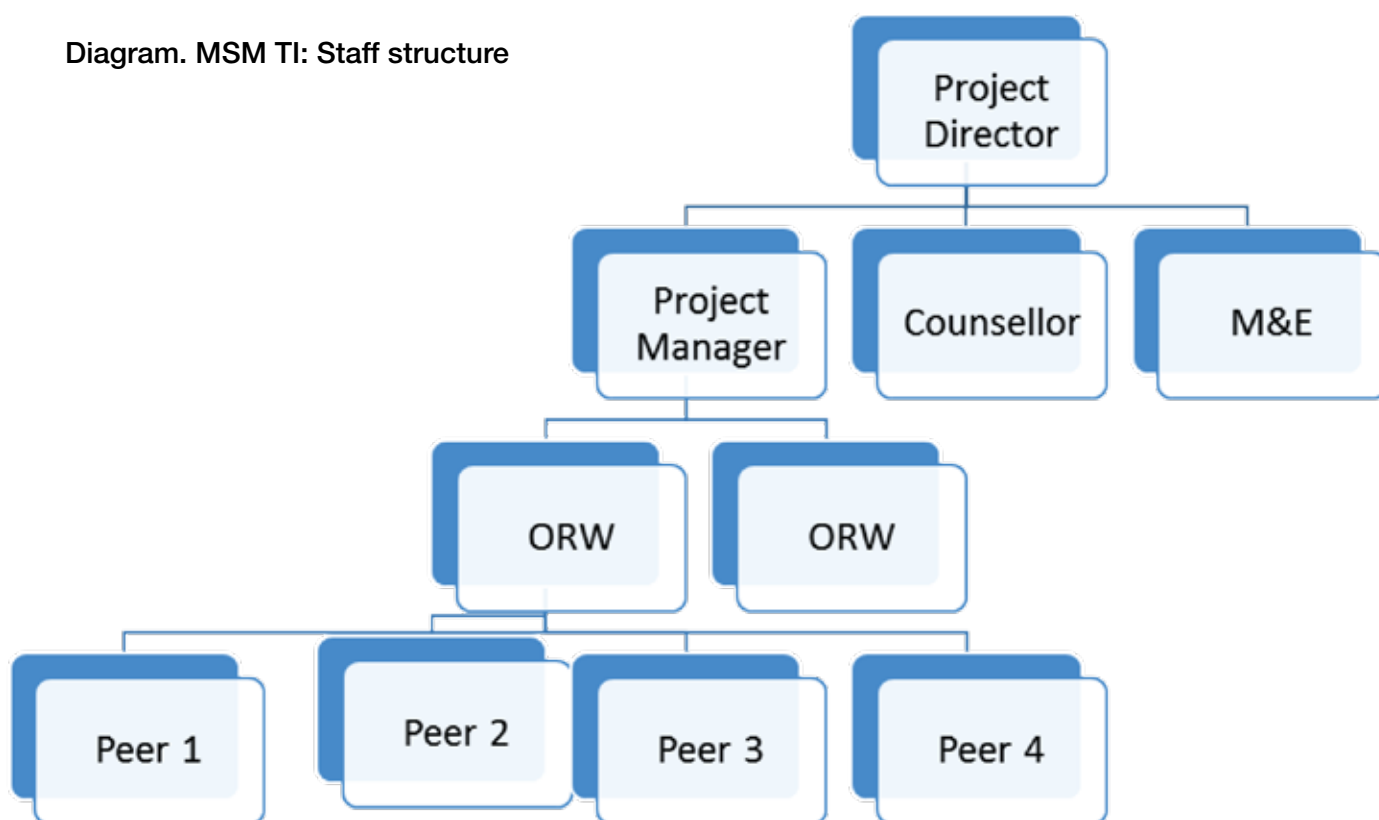 Diagram. MSM TI: Staff structure
Project
Director
Project
Manager
Counsellor
M&E
ORW
ORW
Peer 1
Peer 2
Peer 3
Peer 4